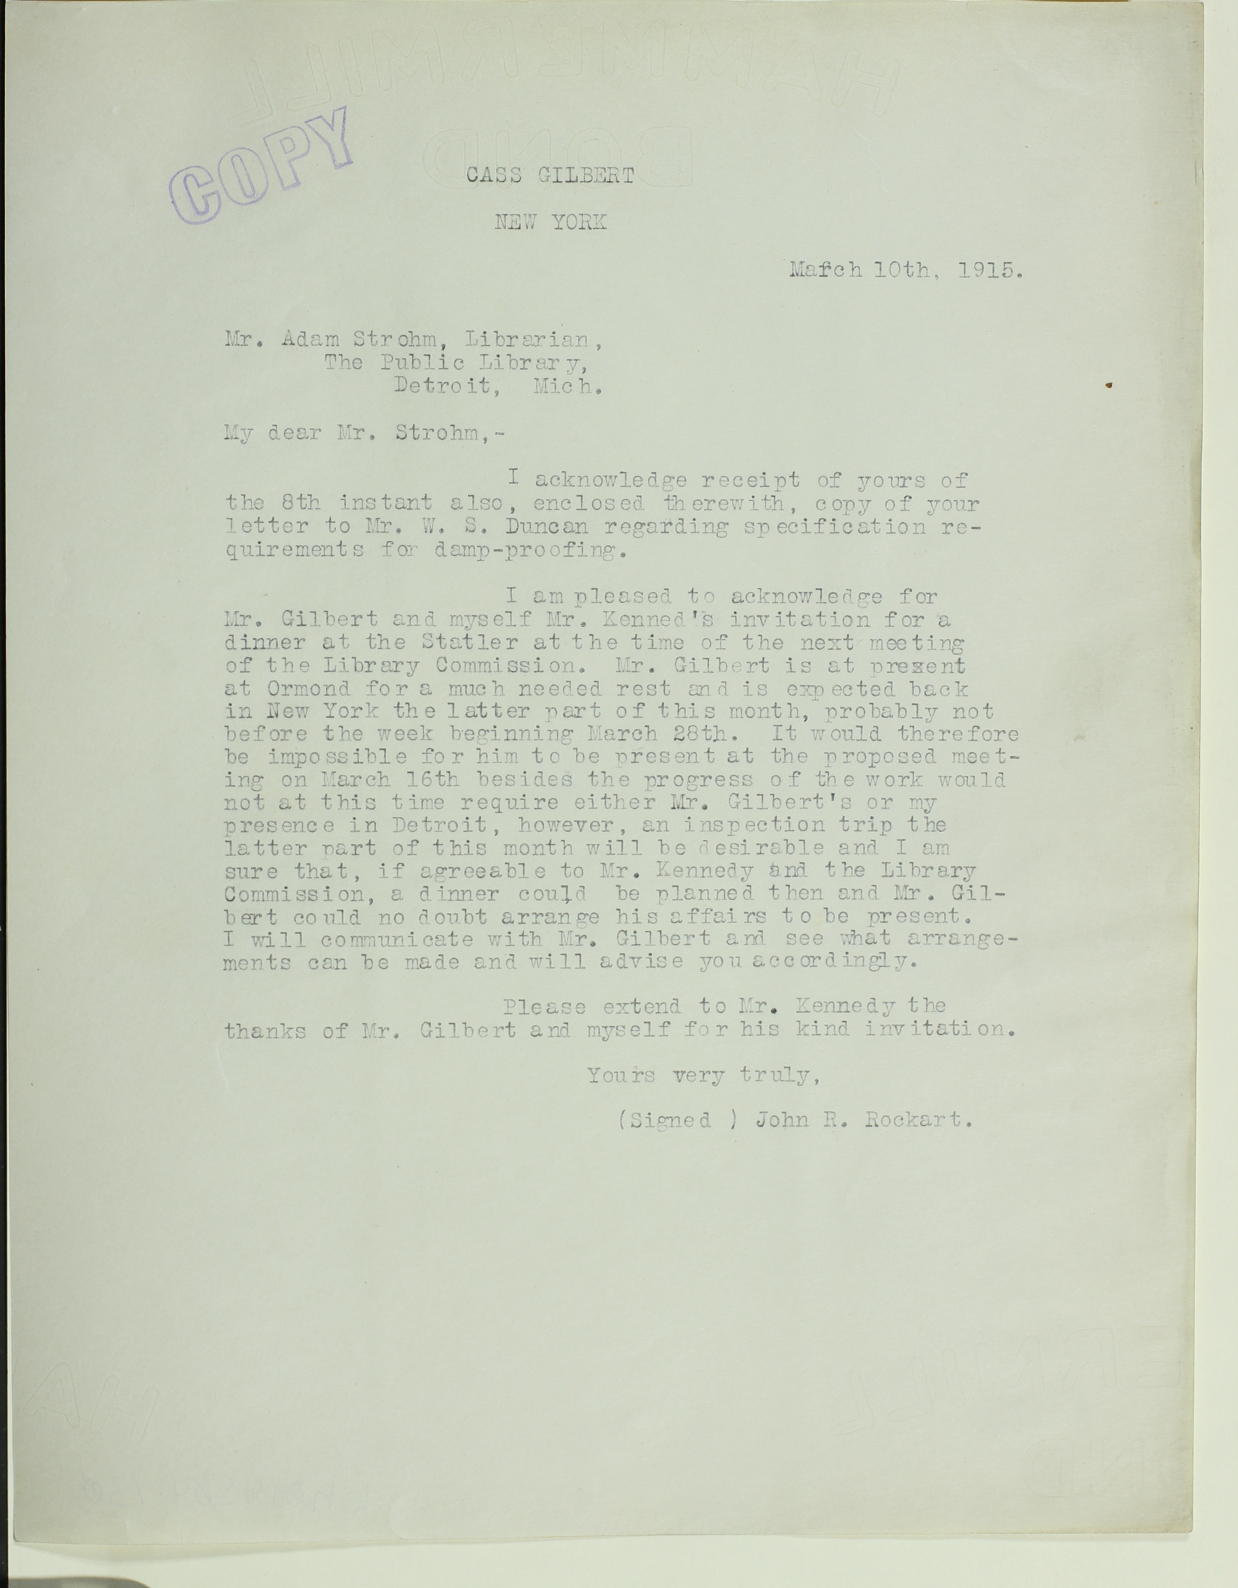 HAMMERMILL
BOND
COPY
CASS GILBERT
NEW YORK
March 10th, 1915.
Mr. Adam Strohm, Librarian,
The Public Library,
Detroit, Mich.
My dear Mr. Strohm,-
I acknowledge receipt of yours of
the 8th instant also, enclosed therewith, copy of your
letter to Mr. W. S. Duncan regarding specification re-
quirements for damp-proofing.
I am pleased to acknowledge for
Mr. Gilbert and myself Mr. Kenned's invitation for a
dinner at the Statler at the time of the next meeting
of the Library Commission. Mr. Gilbert is at present
at Ormond for a much needed rest and is expected back
in New York the latter part of this month, probably not
before the week beginning March 28th. It would therefore
be impossible for him to be present at the proposed meet-
ing on March 16th besides the progress of the work would
not at this time require either Mr. Gilbert's or my
presence in Detroit, however, an inspection trip the
latter part of this month will be desirable and I am
sure that, if agreeable to Mr. Kennedy and the Library
Commission, a dinner could be planned then and Mr. Gil-
bert could no doubt arrange his affairs to be present.
I will communicate with Mr. Gilbert and see what arrange-
ments can be made and will advise you accordingly.
Please extend to Mr. Kennedy the
thanks of Mr. Gilbert and myself for his kind invitation.
Yours very truly,
(Signed ) John R. Rockart.